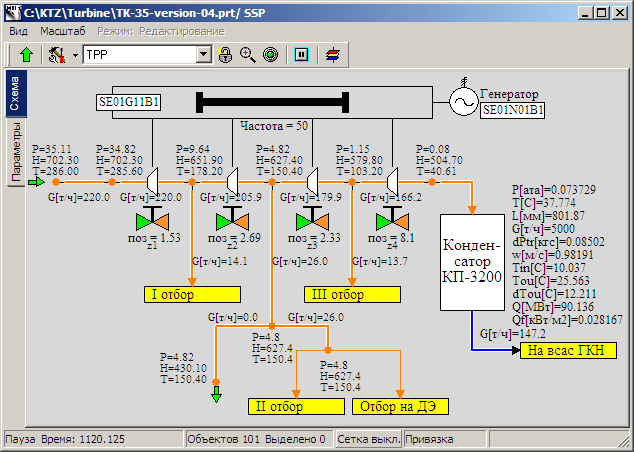 C:\KTZ\Turbine\TK-35-version-04.prt/ SSP
Вид Масштаб Режим: Редактирование
TPP
Схема
Параметры
SE01G11B1
Генератор
SE01N01B1
Частота = 50
P=35.11
H=702.30
T=286.00
P=34.82
H=702.30
T=285.60
P=9.64
H=651.90
T=178.20
P=4.82
H=627.40
T=150.40
P=1.15
H=579.80
T=103.20
P=0.08
H=504.70
T=40.61
G[т/ч]=220.0
G[т/ч]=220.0
G[т/ч]=205.9
G[т/ч]=179.9
G[т/ч]=166.2
поз = 1.53
z1
поз = 2.69
z2
поз = 2.33
z3
поз = 8.1
z4
G[т/ч]=14.1
G[т/ч]=26.0
G[т/ч]=13.7
I отбор
III отбор
Конден-
сатор
КП-3200
P[ата]=0.073729
T[C]=37.774
L[мм]=801.87
G[т/ч]=5000
dPtr[кгс]=0.08502
w[м/с]=0.98191
Tin[C]=10.037
Tou[C]=25.563
dTou[C]=12.211
Q[МВт]=90.136
Qf[кВт/м2]=0.028167
G[т/ч]=147.2
На всас ГКН
G[т/ч]=0.0
G[т/ч]=26.0
P=4.82
H=430.10
T=150.40
P=4.8
H=627.4
T=150.4
P=4.8
H=627.4
T=150.4
II отбор
Отбор на ДЭ
Пауза Время: 1120.125
Объектов 101 Выделено 0
Сетка выкл.
Привязка